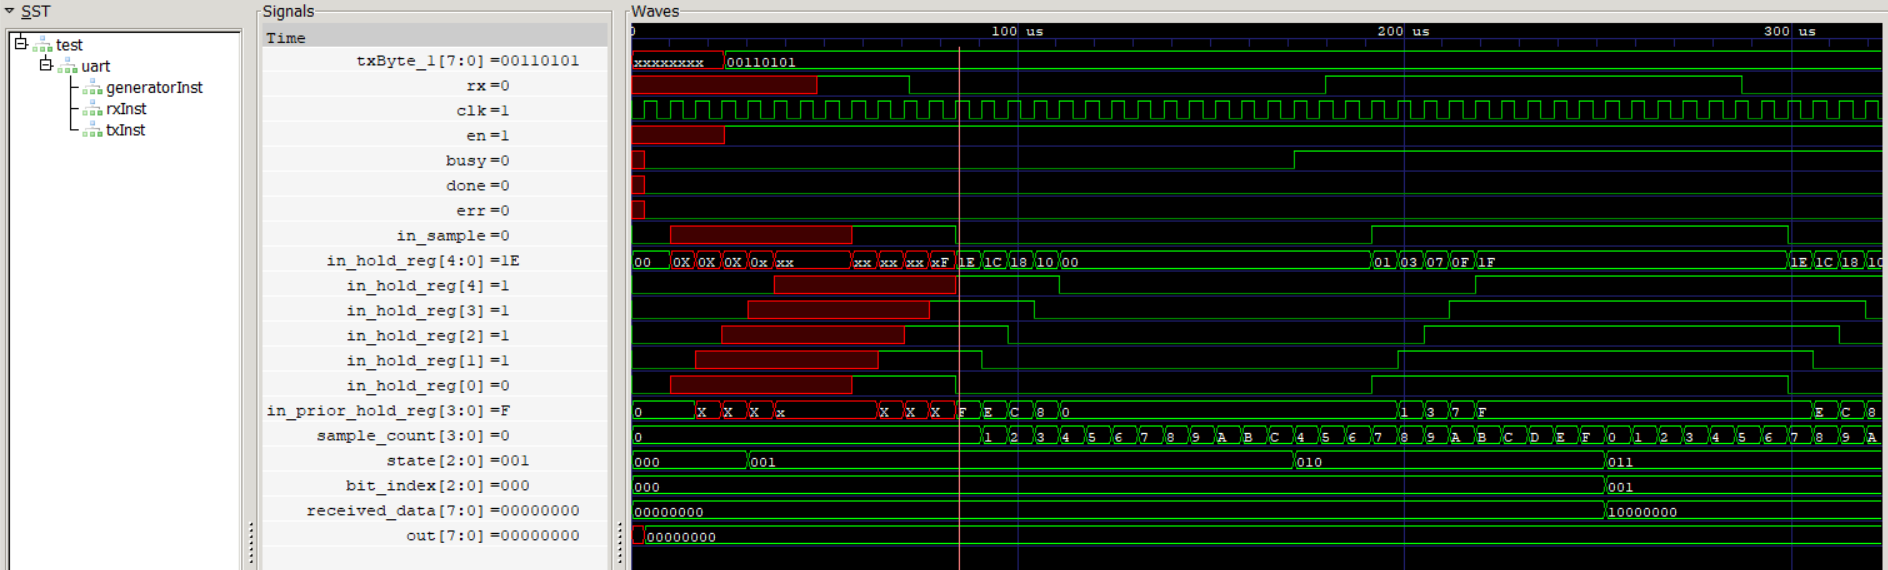 SST
Signals
Waves
test
uart
generatorInst
rxInst
txInst
Time
0 100 us 200 us 300 us
txByte_1[7:0] =00110101 xxxxxxxx 00110101
rx =0
clk =1
en =1
busy =0
done =0
err =0
in_sample =0
in_hold_reg[4:0] =1E 00 0X 0X 0X 0x xx xx xx xx xF 1E 1C 18 10 00 01 03 07 0F 1F 1E 1C 18 10
in_hold_reg[4] =1
in_hold_reg[3] =1
in_hold_reg[2] =1
in_hold_reg[1] =1
in_hold_reg[0] =0
in_prior_hold_reg[3:0] =F 0 X X X x X X X F E C 8 0 1 3 7 F E C 8
sample_count[3:0] =0 0 1 2 3 4 5 6 7 8 9 A B C 4 5 6 7 8 9 A B C D E F 0 1 2 3 4 5 6 7 8 9 A
state[2:0] =001 000 001 010 011
bit_index[2:0] =000 000 001
received_data[7:0] =00000000 00000000 10000000
out[7:0] =00000000 00000000